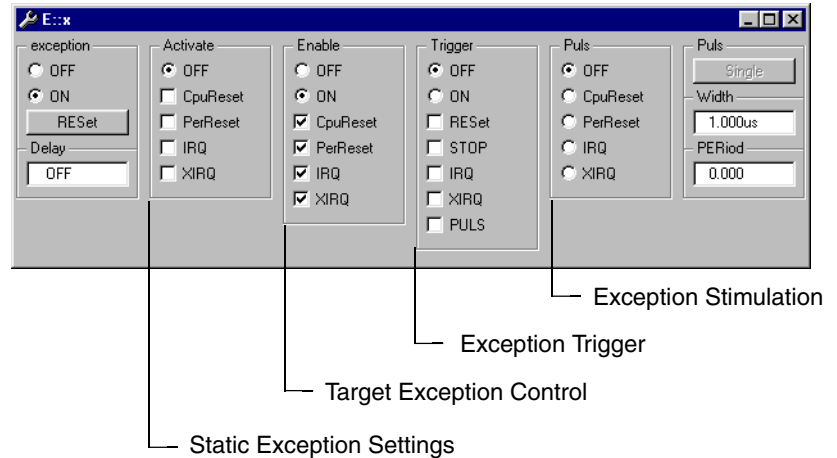 E::x
exception
OFF
ON
RESet
Delay
OFF
Activate
OFF
CpuReset
PerReset
IRQ
XIRQ
Enable
OFF
ON
CpuReset
PerReset
IRQ
XIRQ
Trigger
OFF
ON
RESet
STOP
IRQ
XIRQ
PULS
Puls
OFF
CpuReset
PerReset
IRQ
XIRQ
Puls
Single
Width
1.000us
PERiod
0.000
Exception Stimulation
Exception Trigger
Target Exception Control
Static Exception Settings